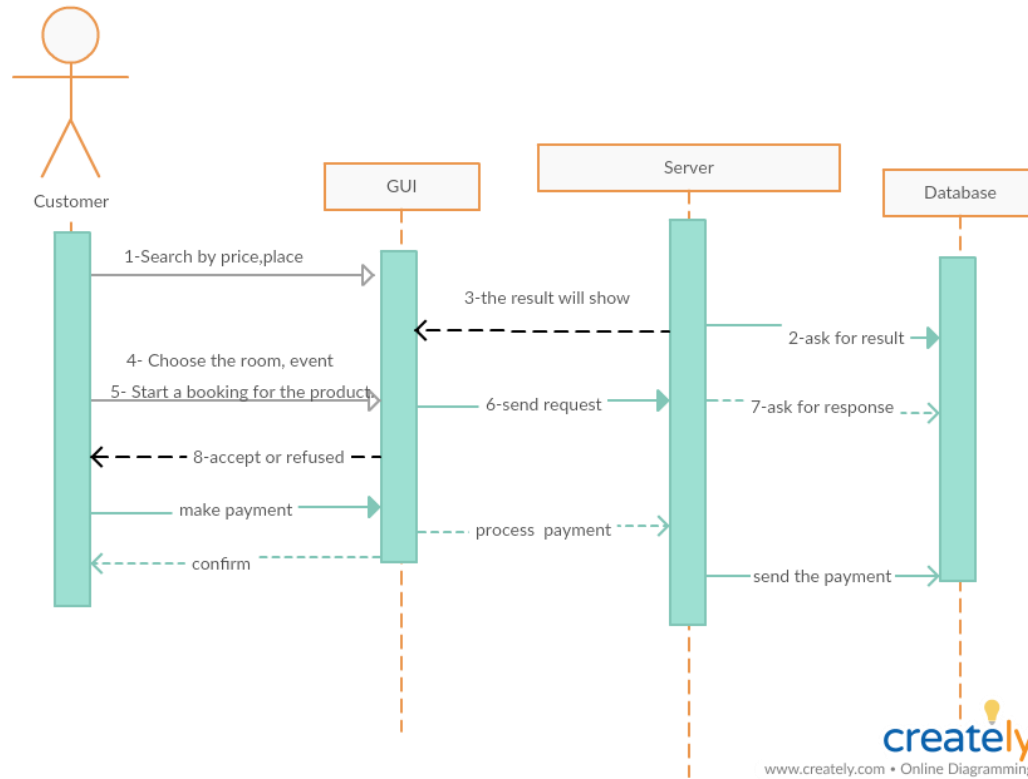 Customer
GUI
Server
Database
1-Search by price,place
3-the result will show
2-ask for result
4- Choose the room, event
5- Start a booking for the product,
6-send request
7-ask for response
8-accept or refused
make payment
process payment
confirm
send the payment
creately
www.creately.com • Online Diagramming